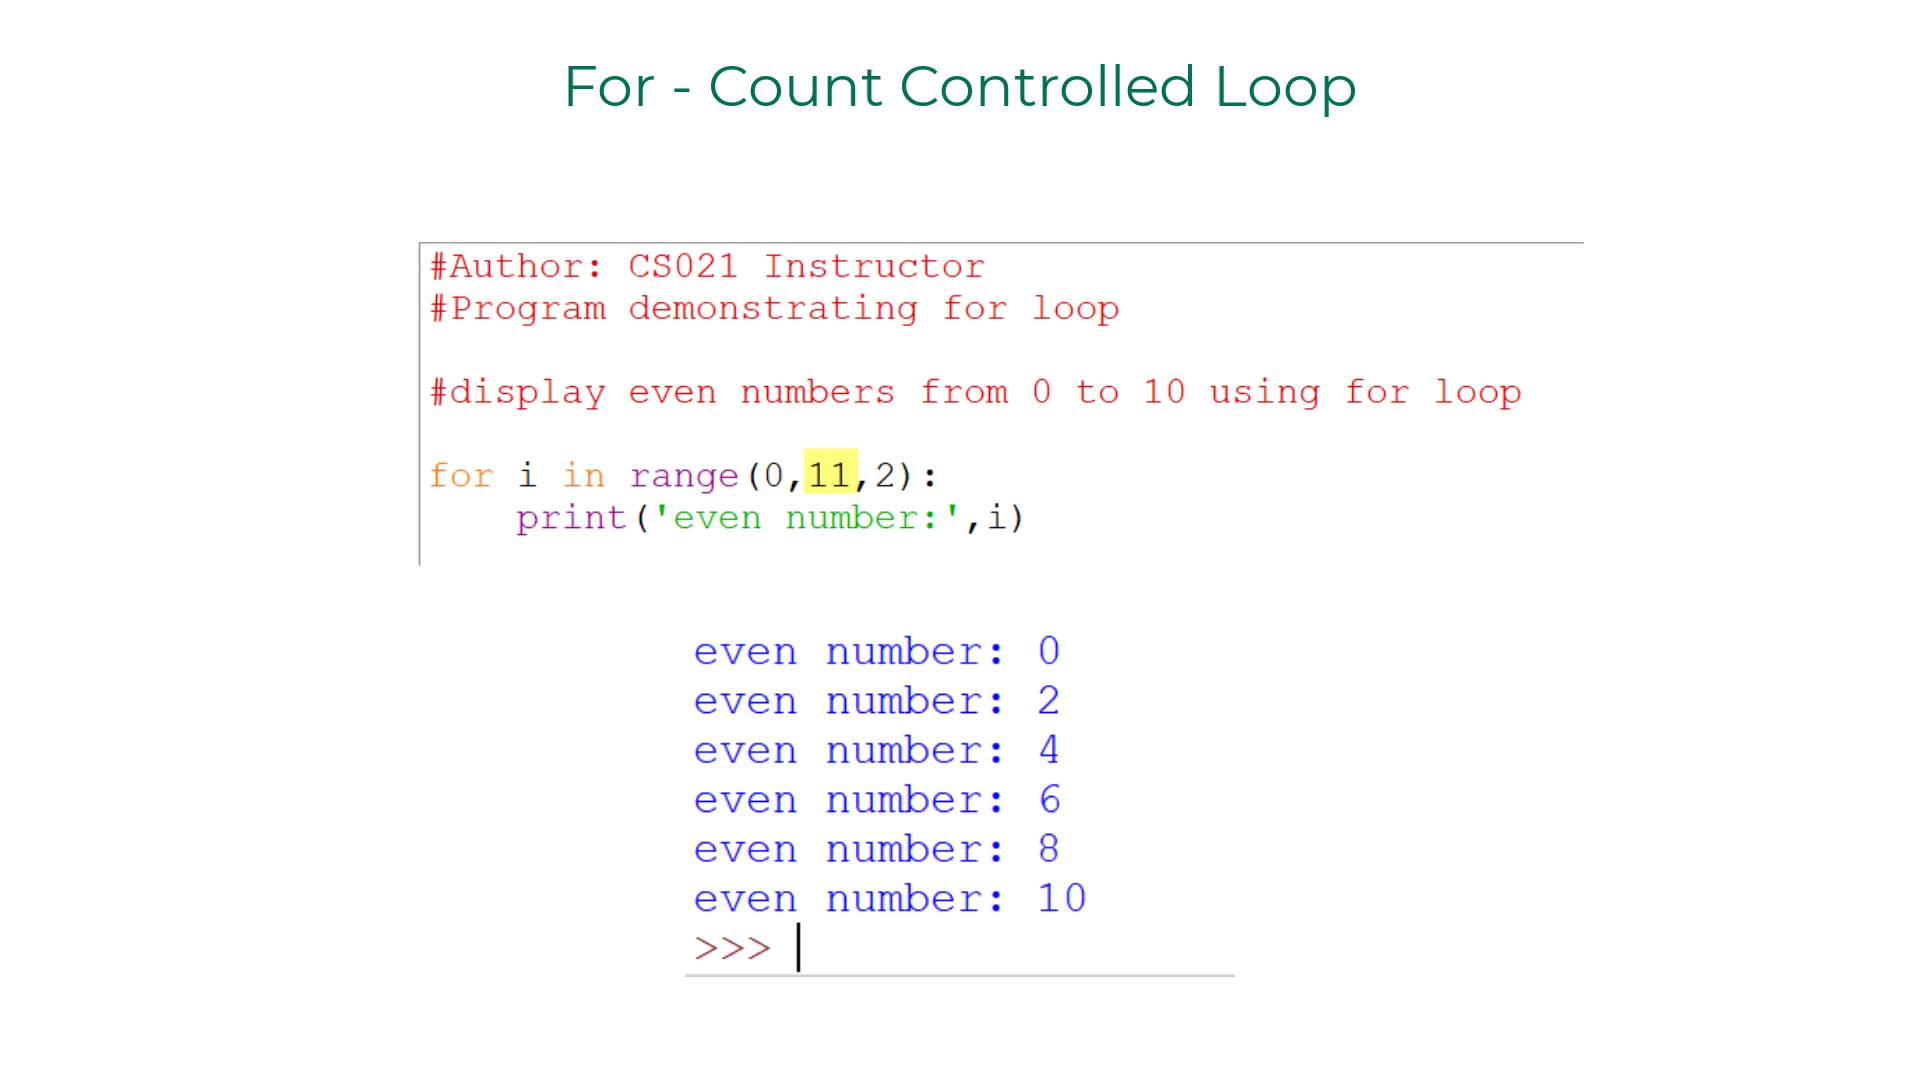 For - Count Controlled Loop
#Author: CS021 Instructor
#Program demonstrating for loop
#display even numbers from 0 to 10 using for loop
for i in range(0,11,2):
    print('even number:',i)
even number: 0
even number: 2
even number: 4
even number: 6
even number: 8
even number: 10
>>>